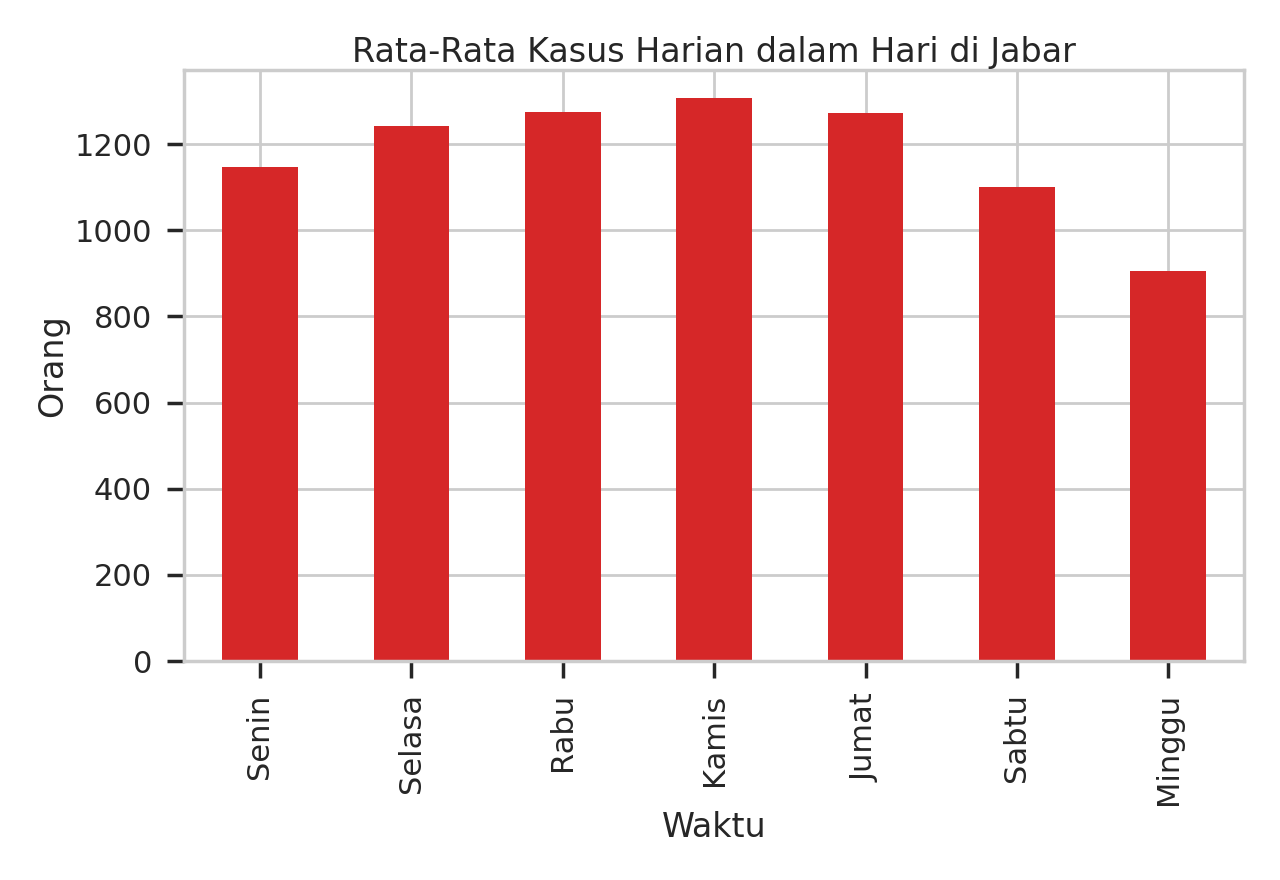 Rata-Rata Kasus Harian dalam Hari di Jabar
Orang
1200
1000
800
600
400
200
0
Senin
Selasa
Rabu
Kamis
Jumat
Sabtu
Minggu
Waktu